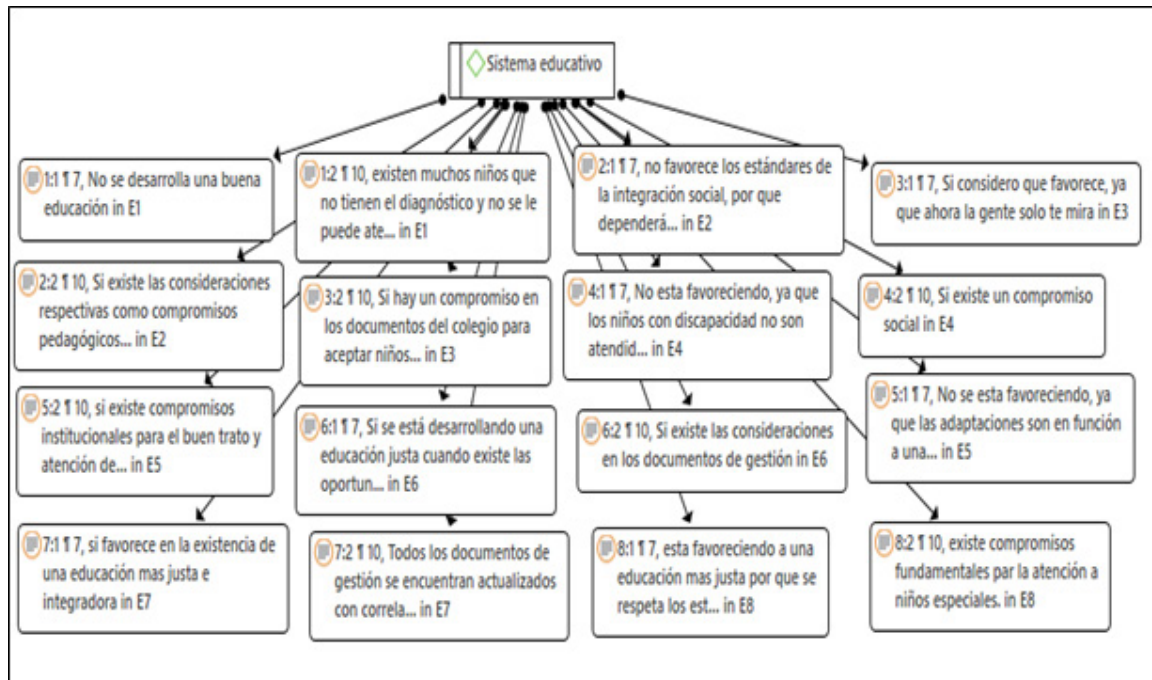 Sistema educativo
1:1 ¶ 7, No se desarrolla una buena
educación in E1
1:2 ¶ 10, existen muchos niños que
no tienen el diagnóstico y no se le
puede ate... in E1
2:1 ¶ 7, no favorece los estándares de
la integración social, por que
dependerá... in E2
3:1 ¶ 7, Si considero que favorece, ya
que ahora la gente solo te mira in E3
2:2 ¶ 10, Si existe las consideraciones
respectivas como compromisos
pedagógicos... in E2
3:2 ¶ 10, Si hay un compromiso en
los documentos del colegio para
aceptar niños... in E3
4:1 ¶ 7, No esta favoreciendo, ya que
los niños con discapacidad no son
atendid... in E4
4:2 ¶ 10, Si existe un compromiso
social in E4
5:2 ¶ 10, si existe compromisos
institucionales para el buen trato y
atención de... in E5
6:1 ¶ 7, Si se está desarrollando una
educación justa cuando existe las
oportun... in E6
6:2 ¶ 10, Si existe las consideraciones
en los documentos de gestión in E6
5:1 ¶ 7, No se esta favoreciendo, ya
que las adaptaciones son en función
a una... in E5
7:1 ¶ 7, si favorece en la existencia de
una educación mas justa e
integradora in E7
7:2 ¶ 10, Todos los documentos de
gestión se encuentran actualizados
con correla... in E7
8:1 ¶ 7, esta favoreciendo a una
educación mas justa por que se
respeta los est... in E8
8:2 ¶ 10, existe compromisos
fundamentales par la atención a
niños especiales. in E8